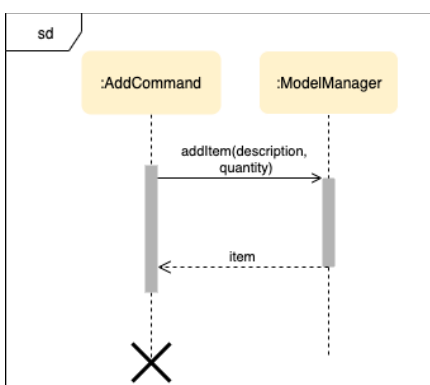 sd
:AddCommand
:ModelManager
addItem(description,
quantity)
item